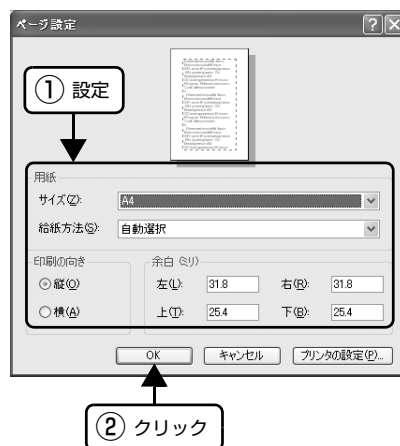 ページ設定
① 設定
用紙
サイズ(Z):
A4
給紙方法(S):
自動選択
印刷の向き
縦(O)
横(A)
余白 (ミリ)
左(L): 31.8 右(R): 31.8
上(T): 25.4 下(B): 25.4
OK キャンセル プリンタの設定(P)...
② クリック